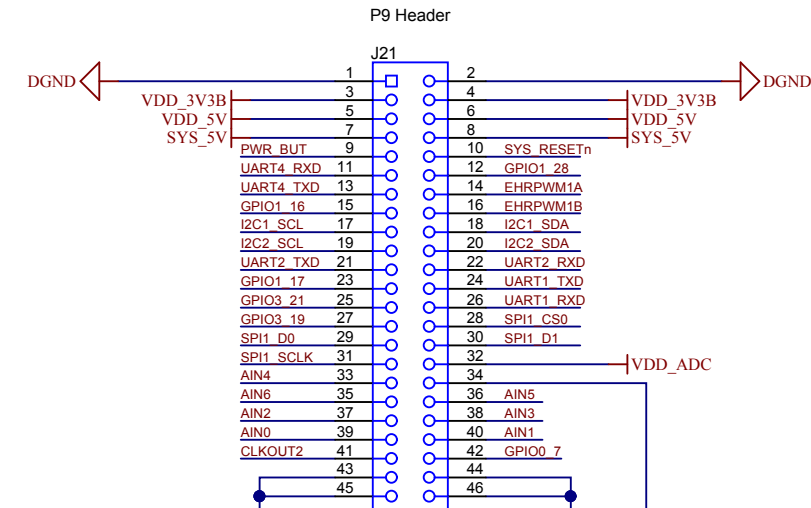 P9 Header
J21
DGND 1 2 DGND
VDD_3V3B 3 4 VDD_3V3B
VDD_5V 5 6 VDD_5V
SYS_5V 7 8 SYS_5V
PWR_BUT 9 10 SYS_RESETn
UART4_RXD 11 12 GPIO1_28
UART4_TXD 13 14 EHRPWM1A
GPIO1_16 15 16 EHRPWM1B
I2C1_SCL 17 18 I2C1_SDA
I2C2_SCL 19 20 I2C2_SDA
UART2_TXD 21 22 UART2_RXD
GPIO1_17 23 24 UART1_TXD
GPIO3_21 25 26 UART1_RXD
GPIO3_19 27 28 SPI1_CS0
SPI1_D0 29 30 SPI1_D1
SPI1_SCLK 31 32 VDD_ADC
AIN4 33 34
AIN6 35 36 AIN5
AIN2 37 38 AIN3
AIN0 39 40 AIN1
CLKOUT2 41 42 GPIO0_7
43 44
45 46